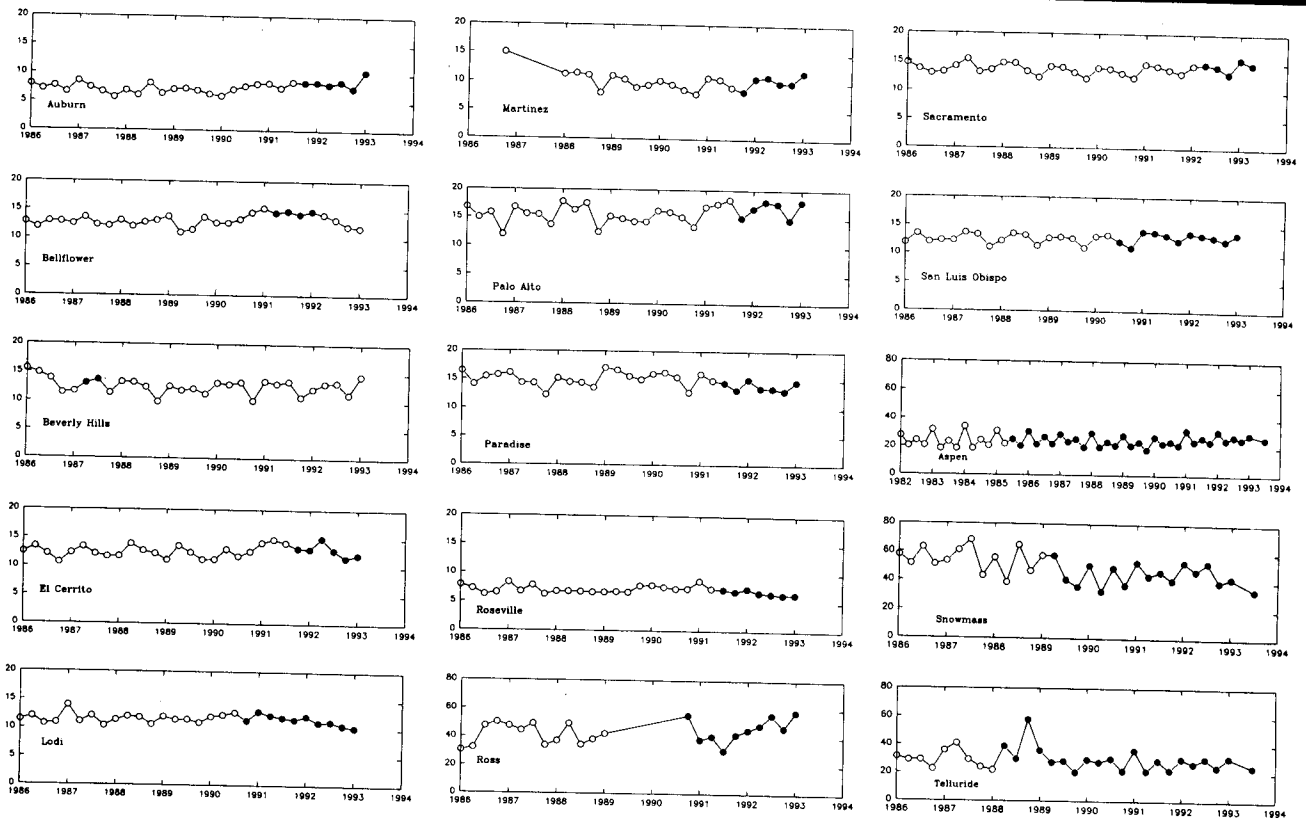 20
15
10
5
0
Auburn
1986 1987 1988 1989 1990 1991 1992 1993 1994
20
15
10
5
0
Martinez
1986 1987 1988 1989 1990 1991 1992 1993 1994
20
15
10
5
0
Sacramento
1986 1987 1988 1989 1990 1991 1992 1993 1994
20
15
10
5
0
Bellflower
1986 1987 1988 1989 1990 1991 1992 1993 1994
20
15
10
5
0
Palo Alto
1986 1987 1988 1989 1990 1991 1992 1993 1994
20
15
10
5
0
San Luis Obispo
1986 1987 1988 1989 1990 1991 1992 1993 1994
20
15
10
5
0
Beverly Hills
1986 1987 1988 1989 1990 1991 1992 1993 1994
20
15
10
5
0
Paradise
1986 1987 1988 1989 1990 1991 1992 1993 1994
80
60
40
20
0
Aspen
1982 1983 1984 1985 1986 1987 1988 1989 1990 1991 1992 1993 1994
20
15
10
5
0
El Cerrito
1986 1987 1988 1989 1990 1991 1992 1993 1994
20
15
10
5
0
Roseville
1986 1987 1988 1989 1990 1991 1992 1993 1994
80
60
40
20
0
Snowmass
1986 1987 1988 1989 1990 1991 1992 1993 1994
20
15
10
5
0
Lodi
1986 1987 1988 1989 1990 1991 1992 1993 1994
80
60
40
20
0
Ross
1986 1987 1988 1989 1990 1991 1992 1993 1994
80
60
40
20
0
Telluride
1986 1987 1988 1989 1990 1991 1992 1993 1994